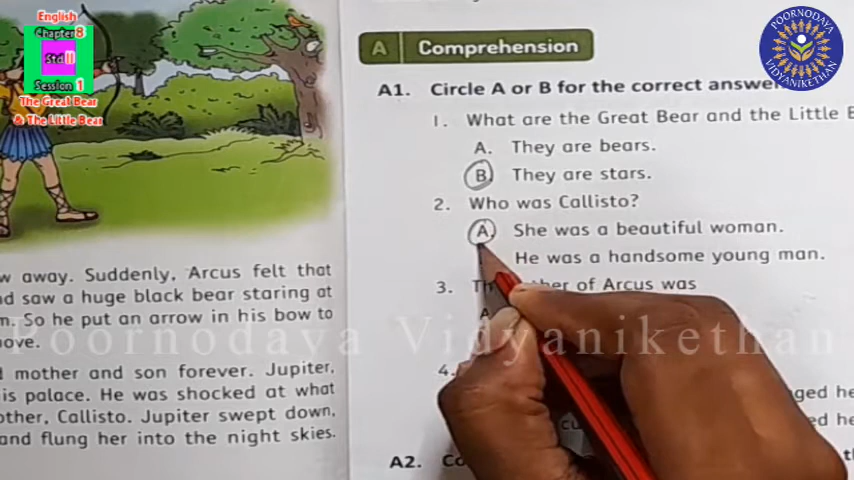 English
Chapter 8
Std II
Session 1
The Great Bear
& The Little Bear
POORNODAYA
VIDYANIKETHAN
A Comprehension
A1. Circle A or B for the correct answer
1. What are the Great Bear and the Little
A. They are bears.
B They are stars.
2. Who was Callisto?
A. She was a beautiful woman.
He was a handsome young man.
3. of Arcus was
A
4.
A2.
away. Suddenly, Arcus felt that
saw a huge black bear staring at
So he put an arrow in his bow to
mother and son forever. Jupiter,
his palace. He was shocked at what
Callisto. Jupiter swept down,
and flung her into the night skies.
Poornodaya Vidyanikethan